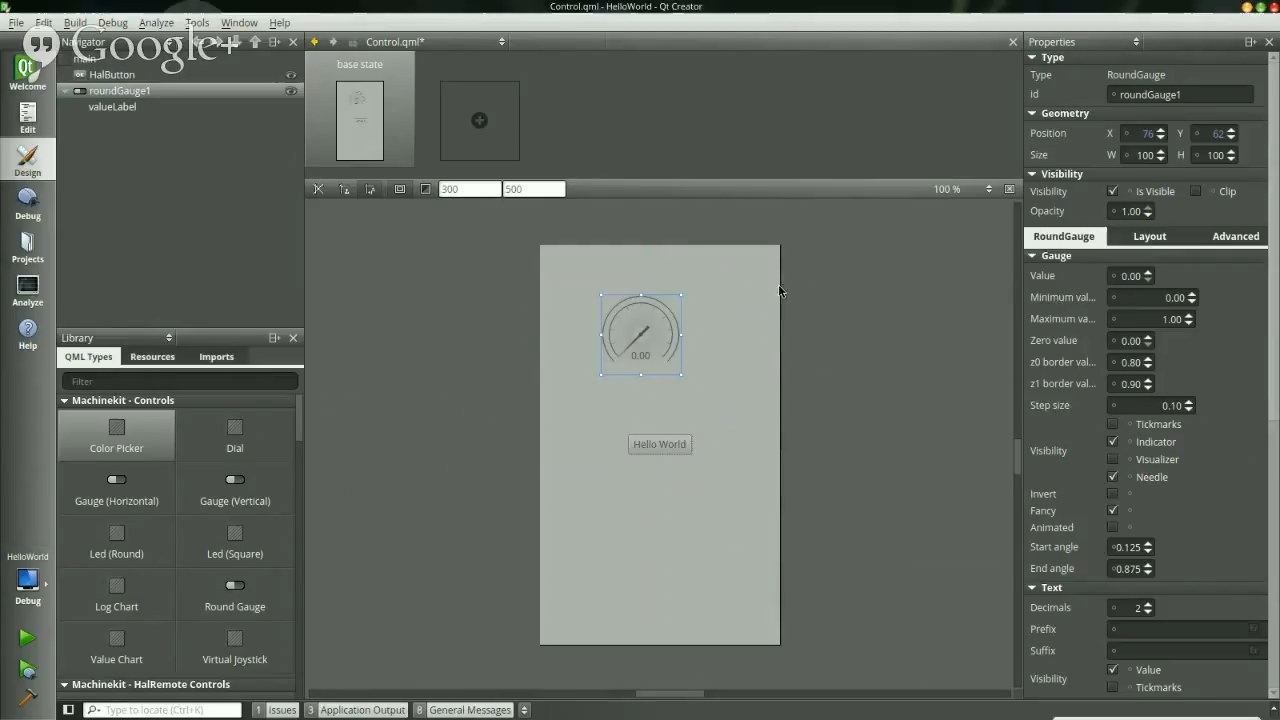 Control.qml - HelloWorld - Qt Creator
File Edit Build Debug Analyze Tools Window Help
Google+
Navigator
Control.qml*
Properties
main
HalButton
roundGauge1
valueLabel
Qt
Welcome
Edit
Design
Debug
Projects
Analyze
Help
base state
300 500
100 %
0.00
Hello World
Library
QML Types Resources Imports
Filter
Machinekit - Controls
Color Picker Dial
Gauge (Horizontal) Gauge (Vertical)
Led (Round) Led (Square)
Log Chart Round Gauge
Value Chart Virtual Joystick
Machinekit - HalRemote Controls
HelloWorld
Debug
Type
Type RoundGauge
id roundGauge1
Geometry
Position X 76 Y 62
Size W 100 H 100
Visibility
Visibility Is Visible Clip
Opacity 1.00
RoundGauge Layout Advanced
Gauge
Value 0.00
Minimum val... 0.00
Maximum va... 1.00
Zero value 0.00
z0 border val... 0.80
z1 border val... 0.90
Step size 0.10
Tickmarks
Visibility Indicator
Visualizer
Needle
Invert
Fancy
Animated
Start angle 0.125
End angle 0.875
Text
Decimals 2
Prefix
Suffix
Visibility Value
Tickmarks
Type to locate (Ctrl+K) 1 Issues 3 Application Output 8 General Messages